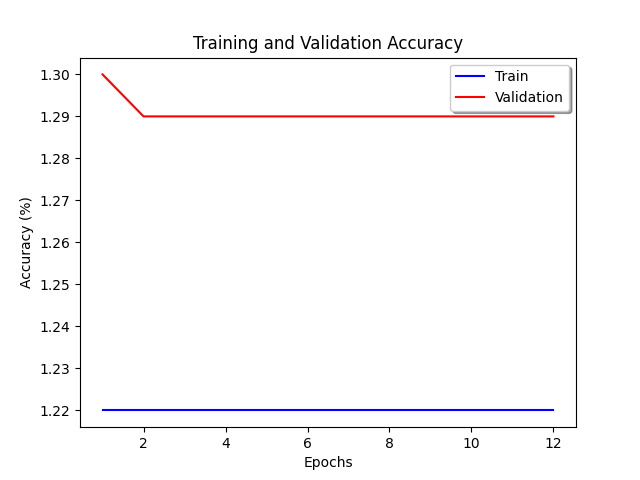 Training and Validation Accuracy
Train
Validation
1.30
1.29
1.28
1.27
1.26
1.25
1.24
1.23
1.22
Accuracy (%)
2 4 6 8 10 12
Epochs